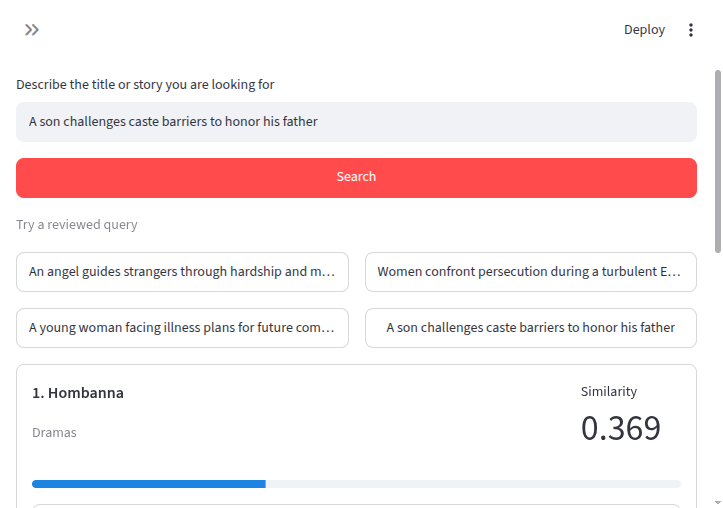 Deploy
Describe the title or story you are looking for
A son challenges caste barriers to honor his father
Search
Try a reviewed query
An angel guides strangers through hardship and m…
Women confront persecution during a turbulent E…
A young woman facing illness plans for future com…
A son challenges caste barriers to honor his father
1. Hombanna
Similarity
Dramas
0.369